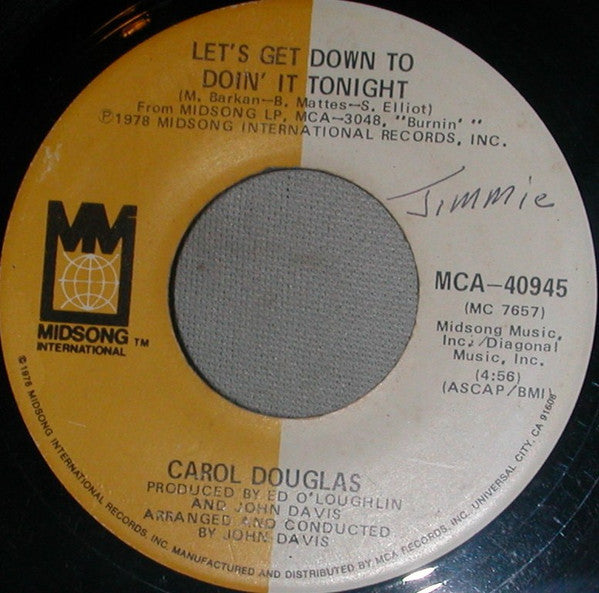 LET'S GET DOWN TO
DOIN' IT TONIGHT
(M. Barkan—B. Mattes—S. Elliot)
From MIDSONG LP, MCA—3048, "Burnin' "
Ⓟ1978 MIDSONG INTERNATIONAL RECORDS, INC.
Jimmie
MM
MIDSONG TM
INTERNATIONAL
MCA—40945
(MC 7657)
Midsong Music,
Inc./Diagonal
Music, Inc.
(4:56)
(ASCAP/BMI)
CAROL DOUGLAS
PRODUCED BY ED O'LOUGHLIN
AND JOHN DAVIS
ARRANGED AND CONDUCTED
BY JOHN DAVIS
©1978 MIDSONG INTERNATIONAL RECORDS, INC. MANUFACTURED AND DISTRIBUTED BY MCA RECORDS, INC. UNIVERSAL CITY, CA 91608